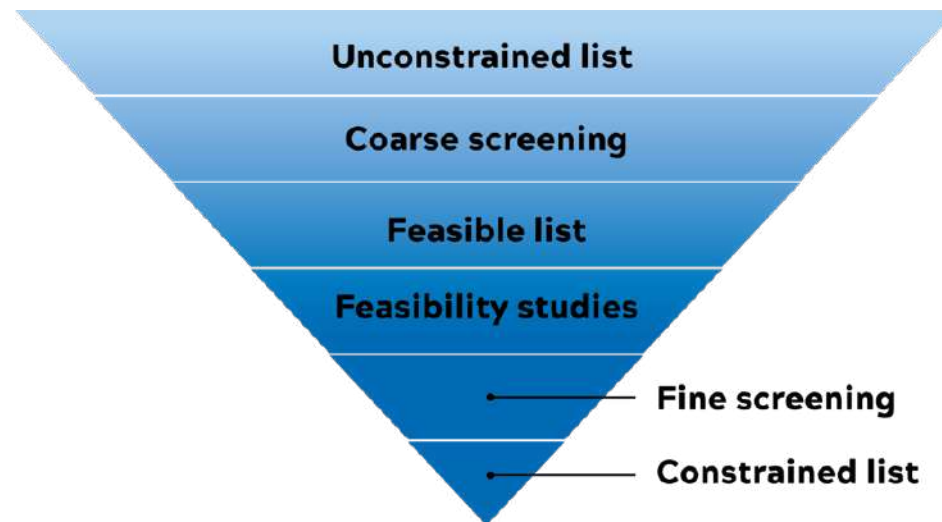 Unconstrained list
Coarse screening
Feasible list
Feasibility studies
Fine screening
Constrained list